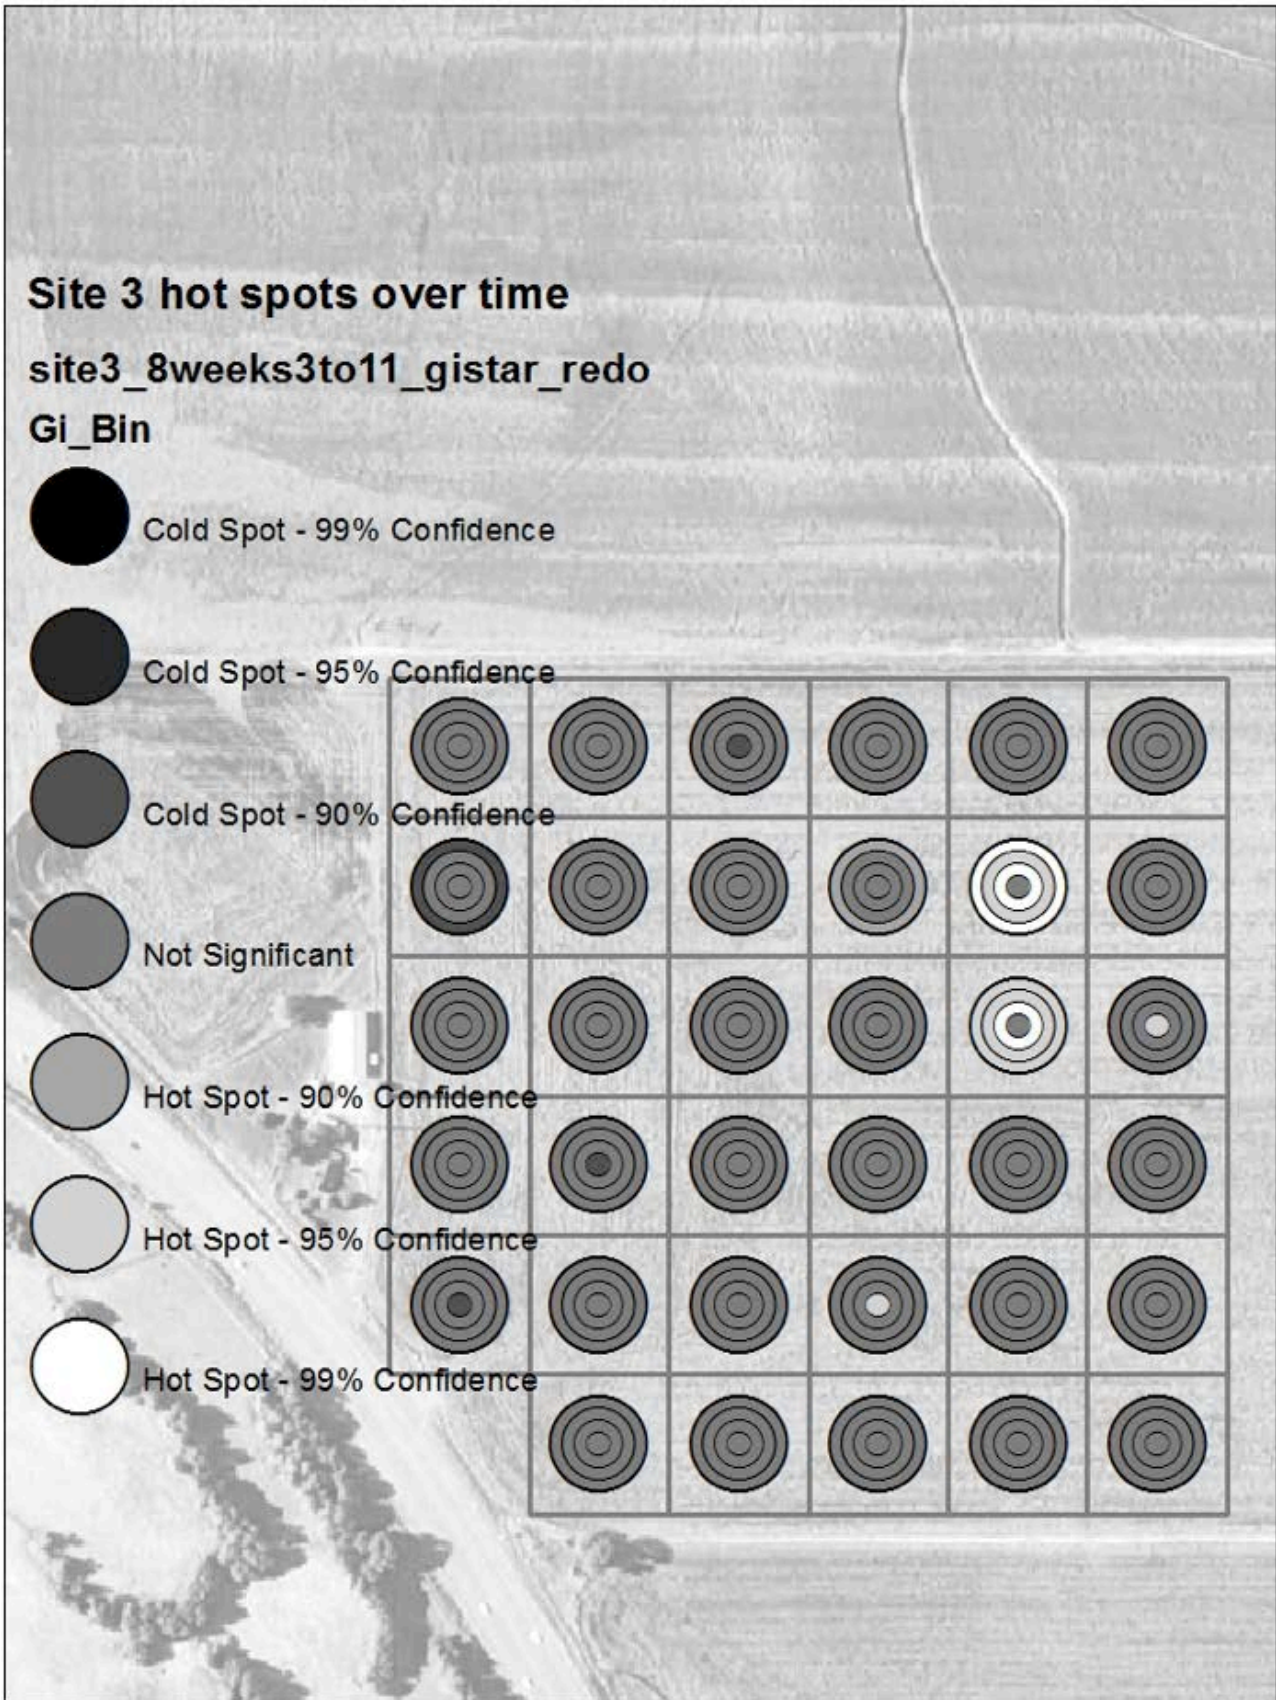 Site 3 hot spots over time
site3_8weeks3to11_gistar_redo
Gi_Bin
Cold Spot - 99% Confidence
Cold Spot - 95% Confidence
Cold Spot - 90% Confidence
Not Significant
Hot Spot - 90% Confidence
Hot Spot - 95% Confidence
Hot Spot - 99% Confidence